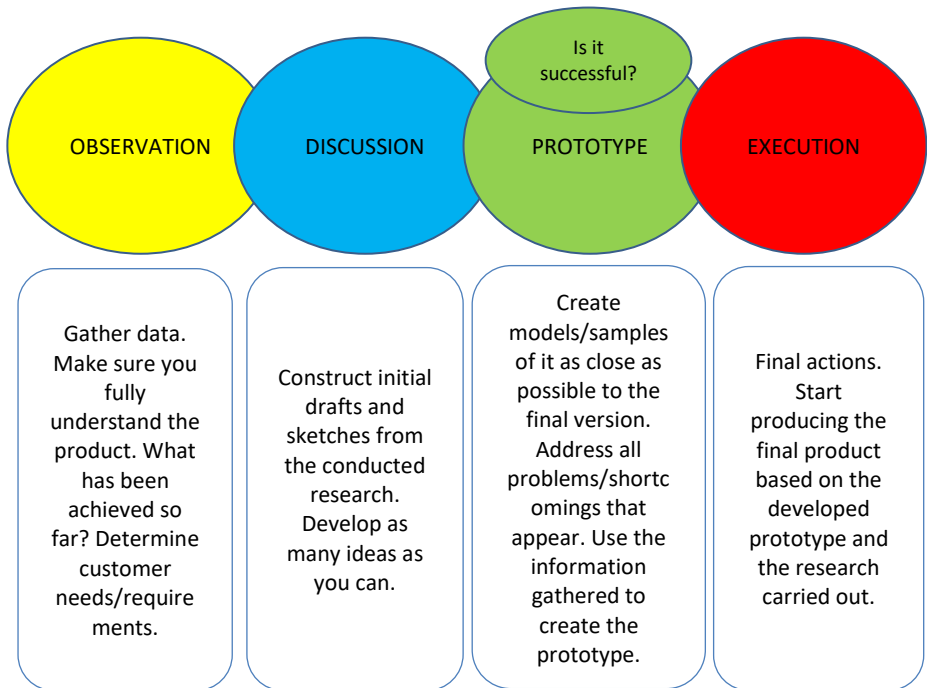 Is it
successful?
OBSERVATION
DISCUSSION
PROTOTYPE
EXECUTION
Gather data.
Make sure you
fully
understand the
product. What
has been
achieved so
far? Determine
customer
needs/require
ments.
Construct initial
drafts and
sketches from
the conducted
research.
Develop as
many ideas as
you can.
Create
models/samples
of it as close as
possible to the
final version.
Address all
problems/shortc
omings that
appear. Use the
information
gathered to
create the
prototype.
Final actions.
Start
producing the
final product
based on the
developed
prototype and
the research
carried out.